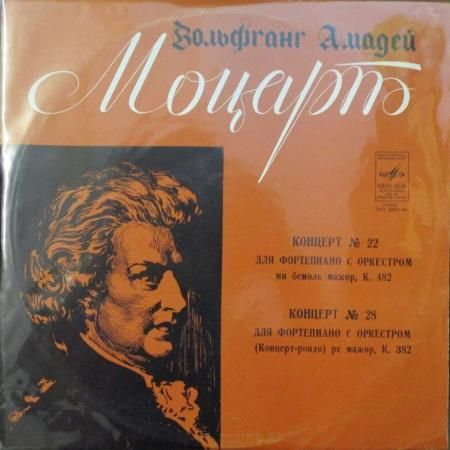 Вольфганг Амадей
Моцарт
МЕЛОДИЯ
КОНЦЕРТ № 22
ДЛЯ ФОРТЕПИАНО С ОРКЕСТРОМ
ми бемоль мажор, К. 482
КОНЦЕРТ № 28
ДЛЯ ФОРТЕПИАНО С ОРКЕСТРОМ
(Концерт-рондо) ре мажор, К. 382